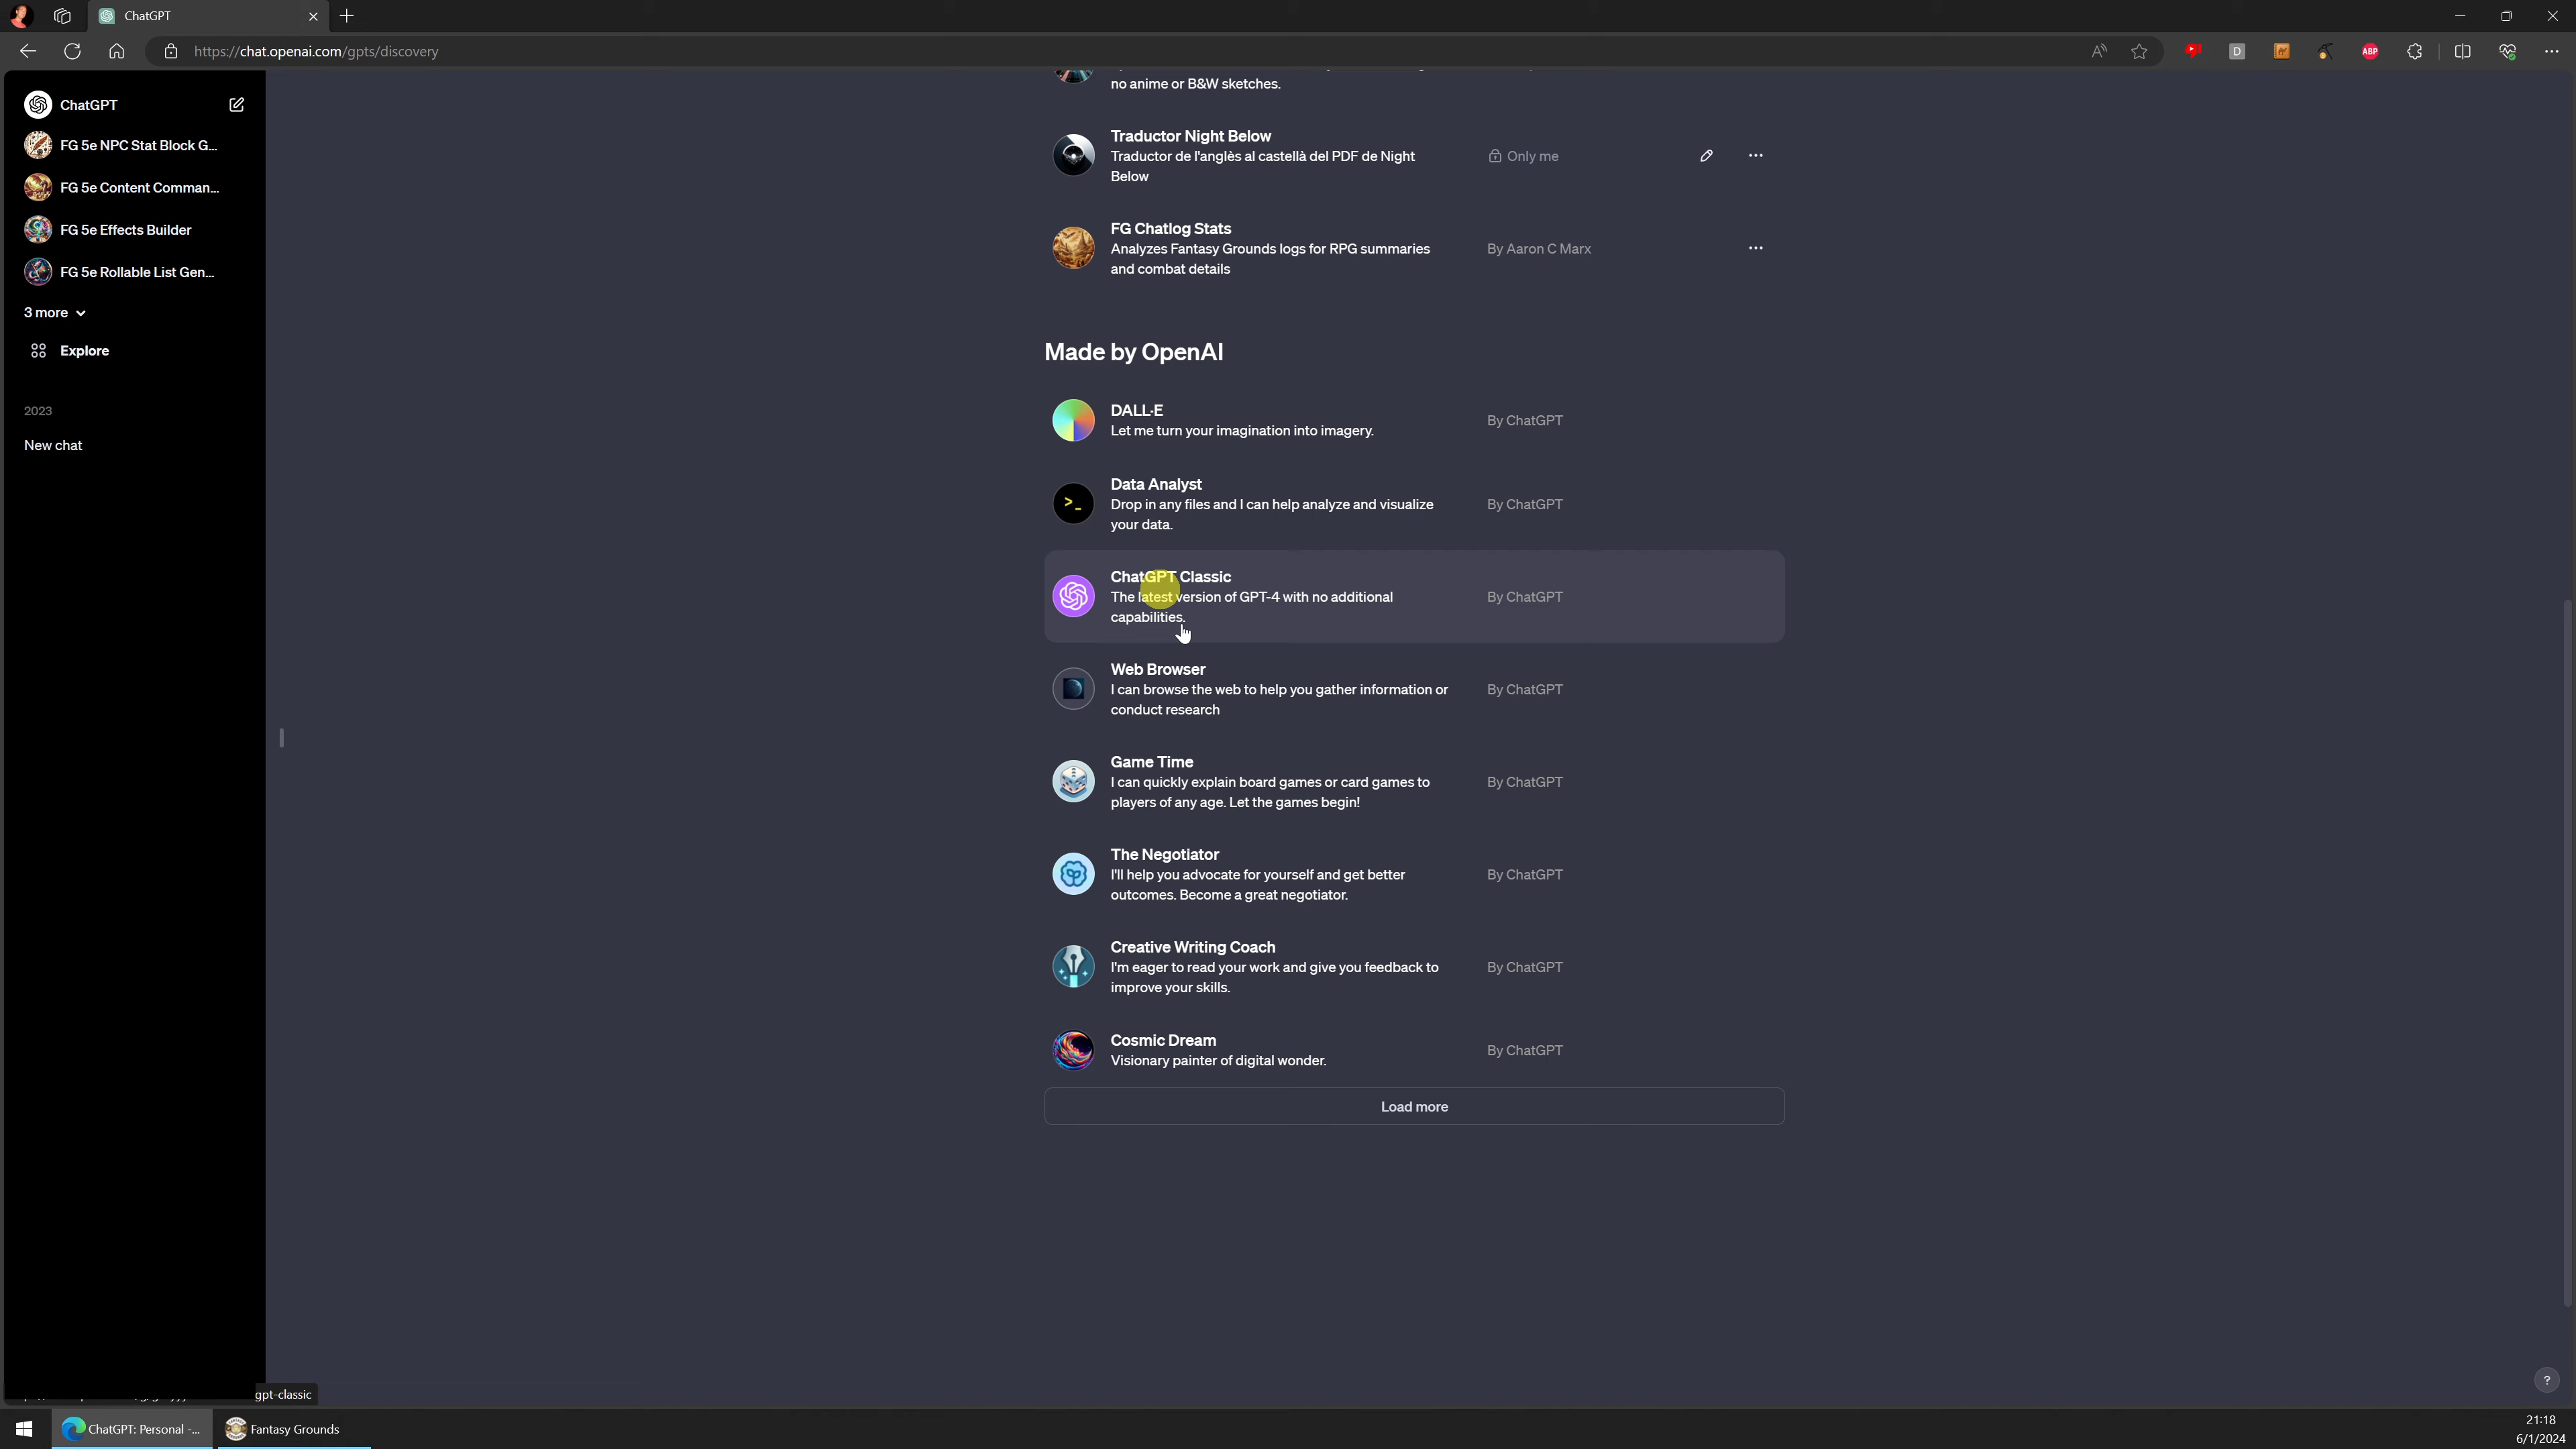 ChatGPT
https://chat.openai.com/gpts/discovery
D
ABP
ChatGPT
FG 5e NPC Stat Block G...
FG 5e Content Comman...
FG 5e Effects Builder
FG 5e Rollable List Gen...
3 more
Explore
2023
New chat
no anime or B&W sketches.
Traductor Night Below
Traductor de l'anglès al castellà del PDF de Night
Below
Only me
FG Chatlog Stats
Analyzes Fantasy Grounds logs for RPG summaries
and combat details
By Aaron C Marx
Made by OpenAI
DALL·E
Let me turn your imagination into imagery.
By ChatGPT
Data Analyst
Drop in any files and I can help analyze and visualize
your data.
By ChatGPT
ChatGPT Classic
The latest version of GPT-4 with no additional
capabilities.
By ChatGPT
Web Browser
I can browse the web to help you gather information or
conduct research
By ChatGPT
Game Time
I can quickly explain board games or card games to
players of any age. Let the games begin!
By ChatGPT
The Negotiator
I'll help you advocate for yourself and get better
outcomes. Become a great negotiator.
By ChatGPT
Creative Writing Coach
I'm eager to read your work and give you feedback to
improve your skills.
By ChatGPT
Cosmic Dream
Visionary painter of digital wonder.
By ChatGPT
Load more
?
gpt-classic
ChatGPT: Personal -...
Fantasy Grounds
21:18
6/1/2024